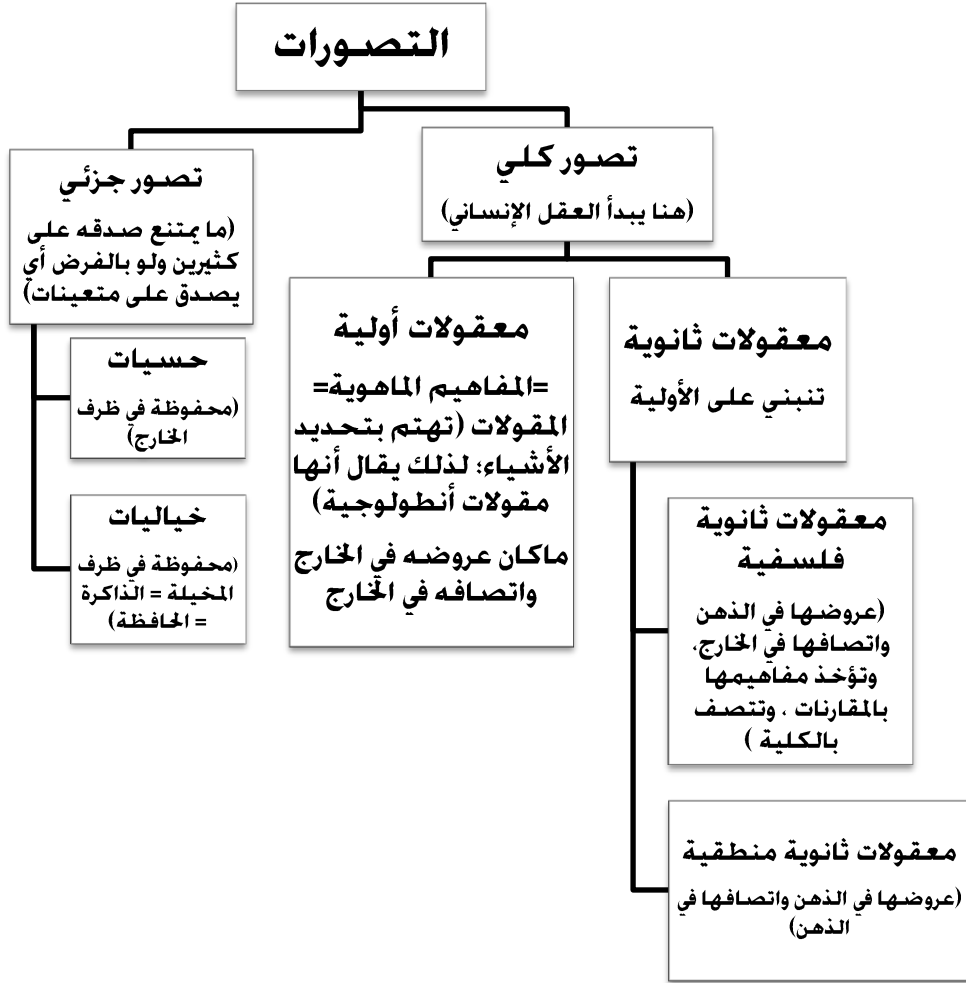 التصورات
تصور كلي
(هنا يبدأ العقل الإنساني)
تصور جزئي
(ما يمتنع صدقه على
كثيرين ولو بالفرض أي
يصدق على متعينات)
معقولات ثانوية
تنبني على الأولية
معقولات أولية
=المفاهيم الماهوية=
المقولات (تهتم بتحديد
الأشياء؛ لذلك يقال أنها
مقولات أنطولوجية)
ماكان عروضه في الخارج
واتصافه في الخارج
حسيات
(محفوظة في ظرف
الخارج)
خياليات
(محفوظة في ظرف
المخيلة = الذاكرة
= الحافظة)
معقولات ثانوية
فلسفية
(عروضها في الذهن
واتصافها في الخارج،
وتؤخذ مفاهيمها
بالمقارنات ، وتتصف
بالكلية )
معقولات ثانوية منطقية
(عروضها في الذهن واتصافها في
الذهن)